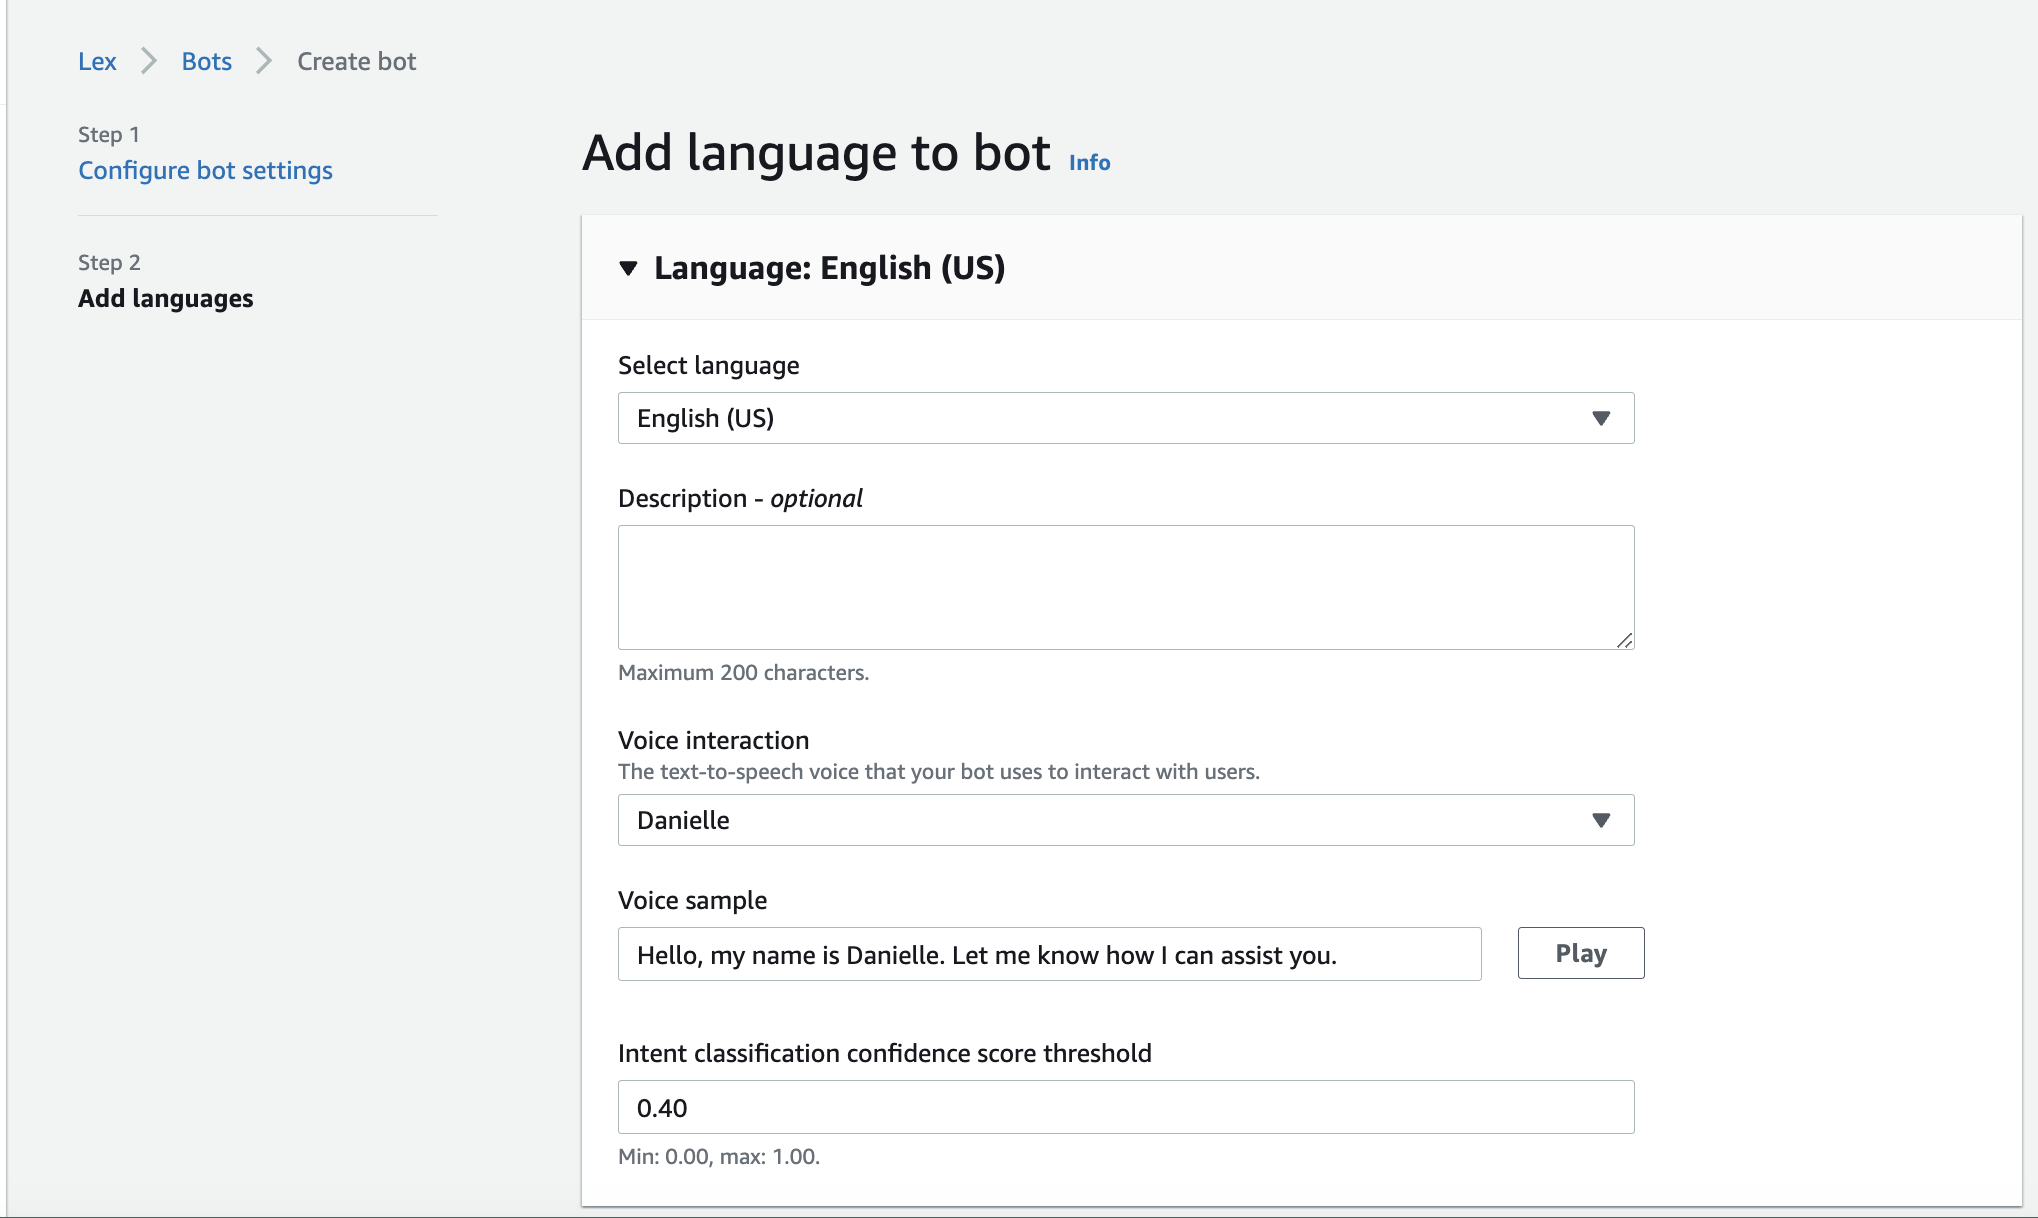 Lex > Bots > Create bot
Step 1
Configure bot settings
Step 2
Add languages
Add language to bot Info
Language: English (US)
Select language
English (US)
Description - optional
Maximum 200 characters.
Voice interaction
The text-to-speech voice that your bot uses to interact with users.
Danielle
Voice sample
Hello, my name is Danielle. Let me know how I can assist you.
Play
Intent classification confidence score threshold
0.40
Min: 0.00, max: 1.00.